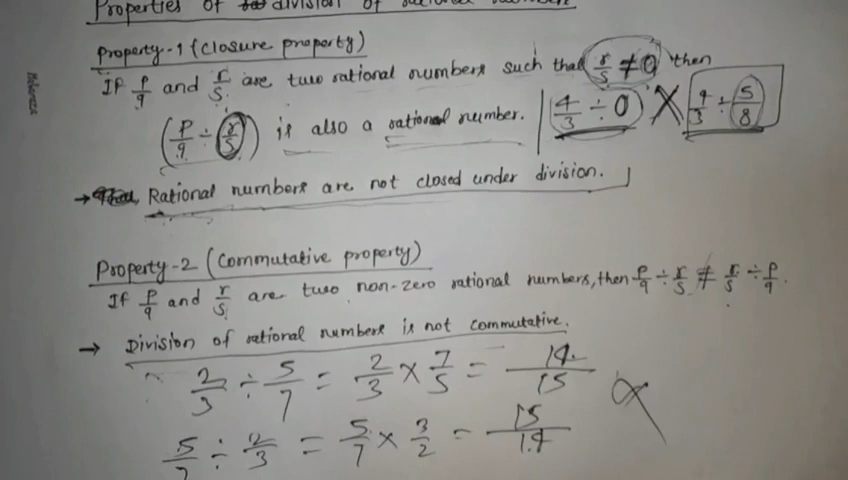 Properties of division of rational numbers
Property-1 (Closure property)
If p/q and r/s are two rational numbers such that r/s ≠ 0, then
(p/q ÷ r/s) is also a rational number. | 4/3 ÷ 0 X 4/3 ÷ 5/8
→ Rational numbers are not closed under division.
Property-2 (Commutative property)
If p/q and r/s are two non-zero rational numbers, then p/q ÷ r/s ≠ r/s ÷ p/q.
→ Division of rational numbers is not commutative.
2/3 ÷ 5/7 = 2/3 × 7/5 = 14/15
5/7 ÷ 2/3 = 5/7 × 3/2 = 15/14